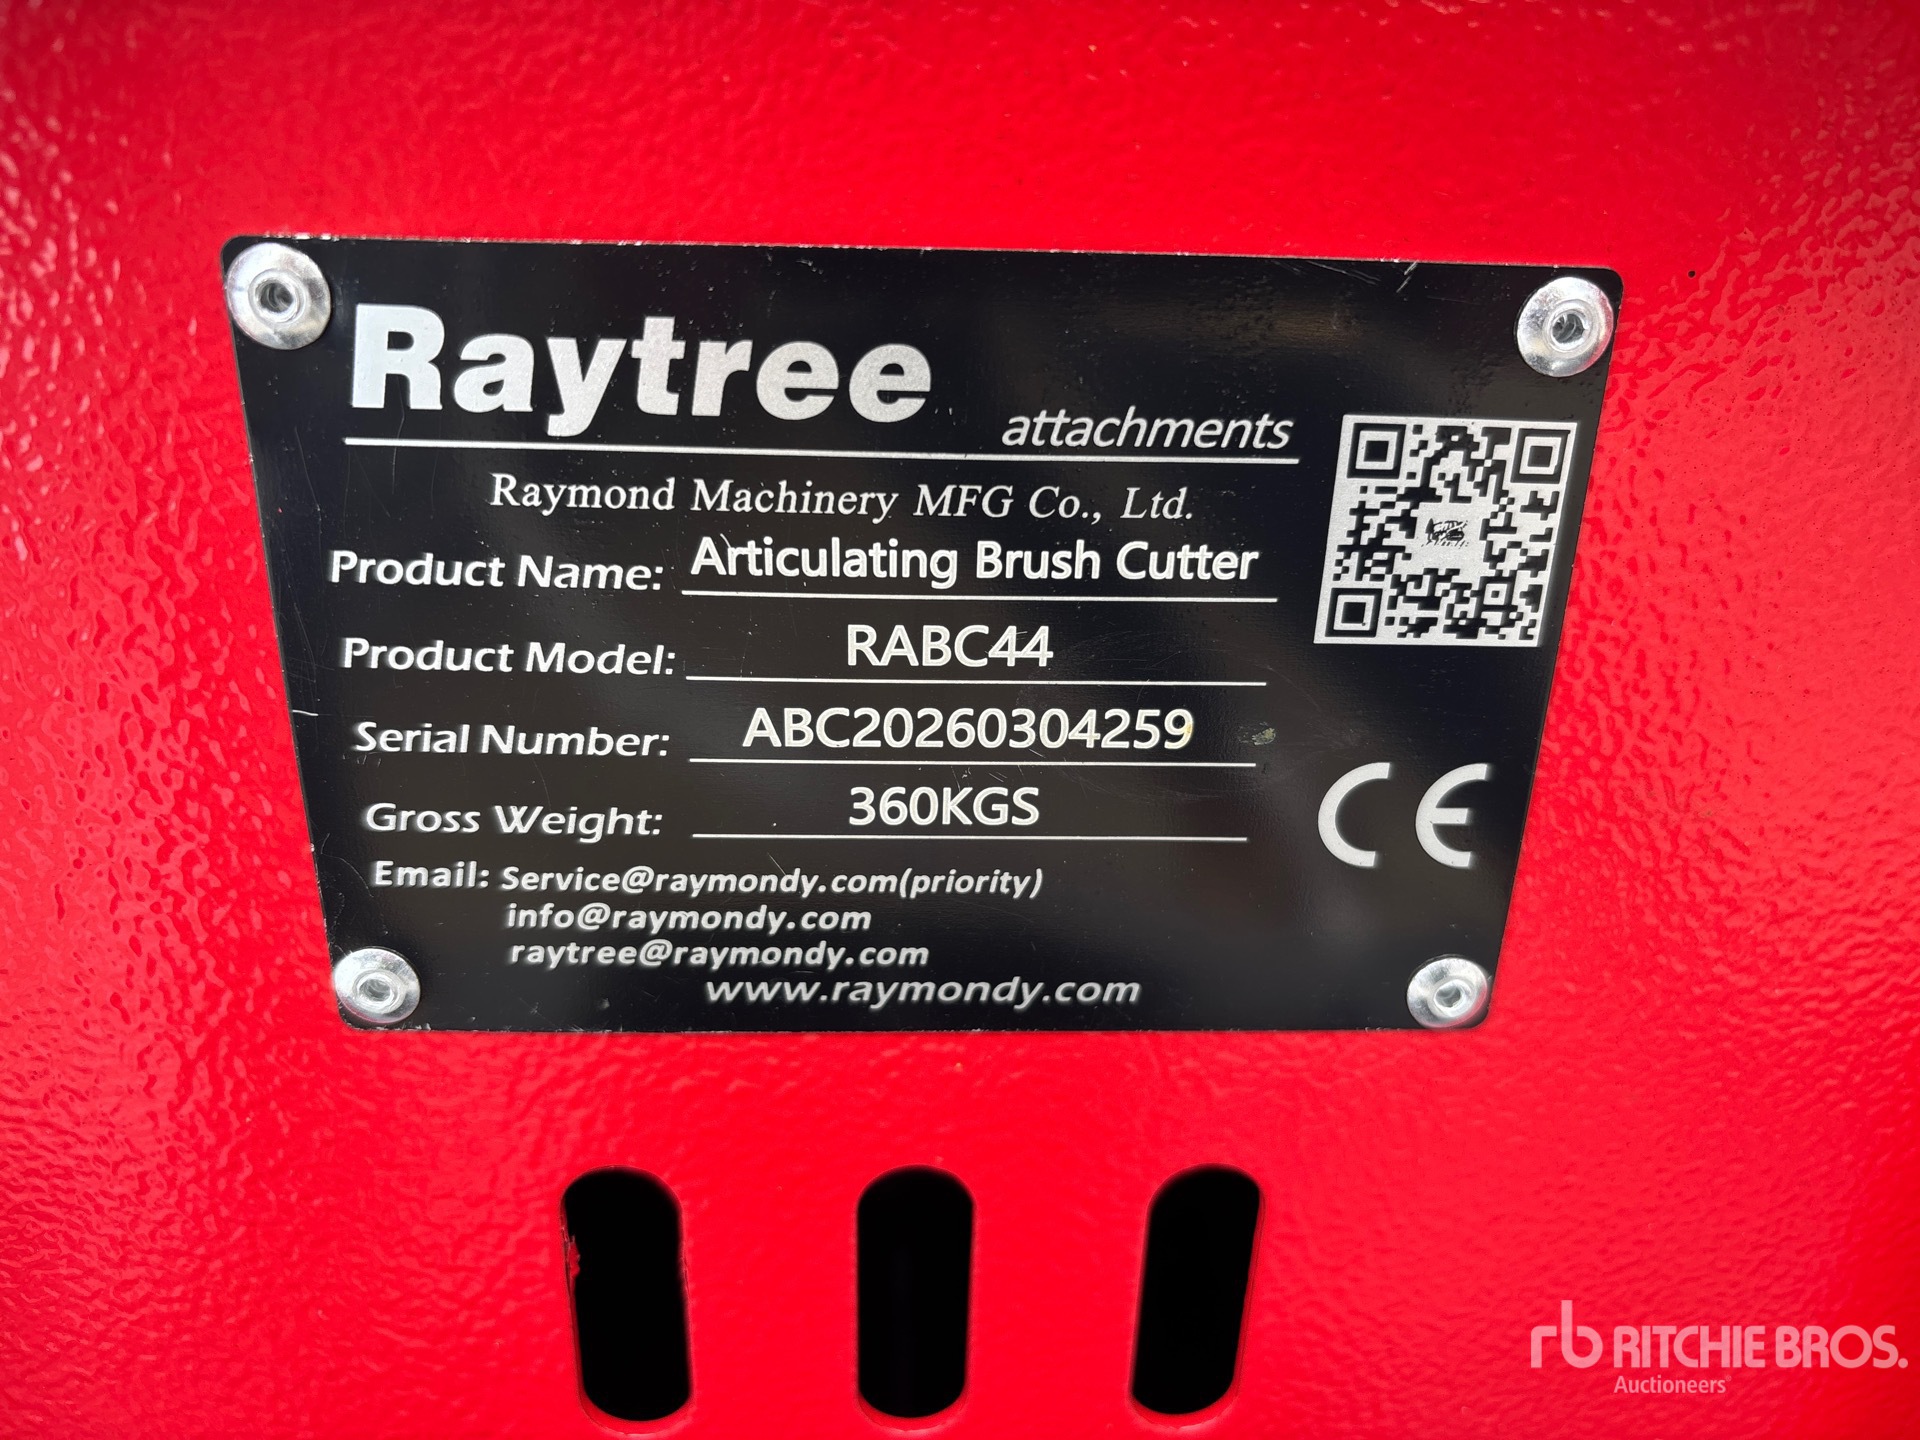 Raytree attachments
Raymond Machinery MFG Co., Ltd.
Product Name: Articulating Brush Cutter
Product Model: RABC44
Serial Number: ABC20260304259
Gross Weight: 360KGS
CE
Email: Service@raymondy.com(priority)
info@raymondy.com
raytree@raymondy.com
www.raymondy.com
rb RITCHIE BROS.
Auctioneers